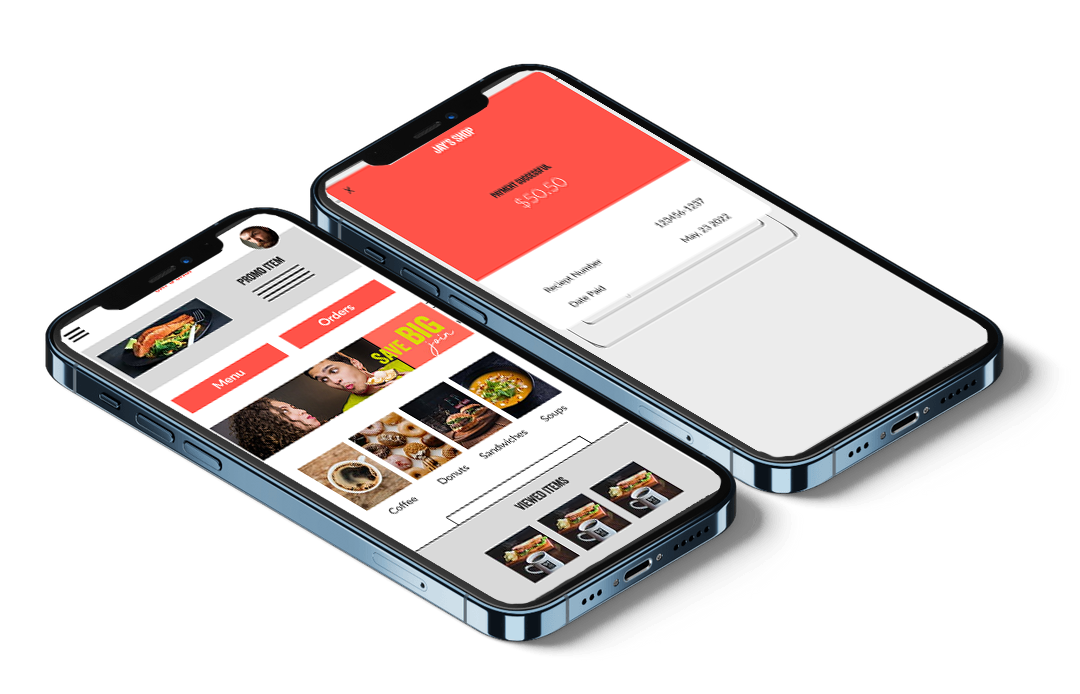 PROMO ITEM
Menu
Orders
SAVE BIG
join
Coffee
Donuts
Sandwiches
Soups
VIEWED ITEMS
JAY'S SHOP
X
PAYMENT SUCCESSFUL
$50.50
Reciept Number
123456-1237
Date Paid
May, 23 2022